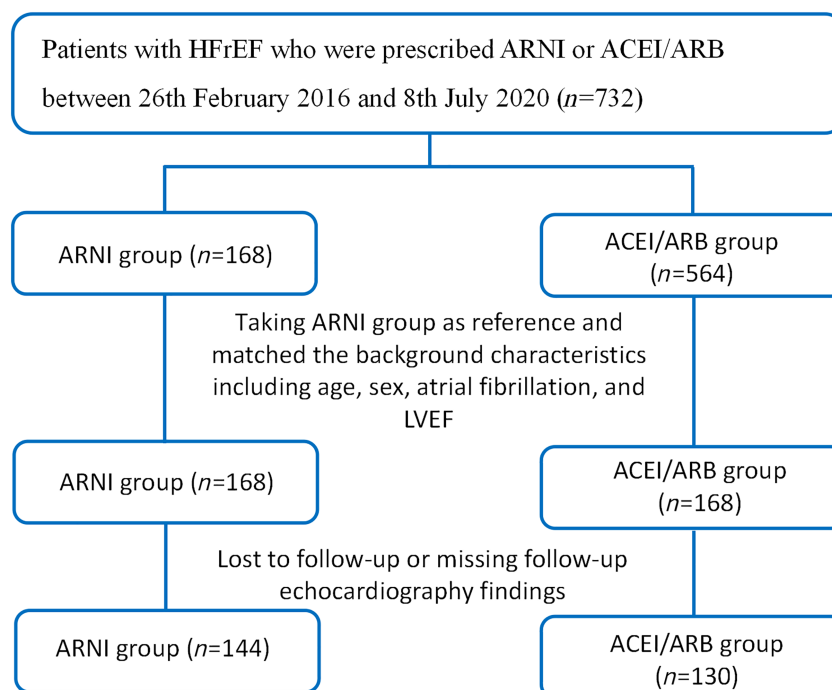 Patients with HFrEF who were prescribed ARNI or ACEI/ARB
between 26th February 2016 and 8th July 2020 (n=732)
ARNI group (n=168)
ACEI/ARB group
(n=564)
Taking ARNI group as reference and
matched the background characteristics
including age, sex, atrial fibrillation, and
LVEF
ARNI group (n=168)
ACEI/ARB group
(n=168)
Lost to follow-up or missing follow-up
echocardiography findings
ARNI group (n=144)
ACEI/ARB group
(n=130)